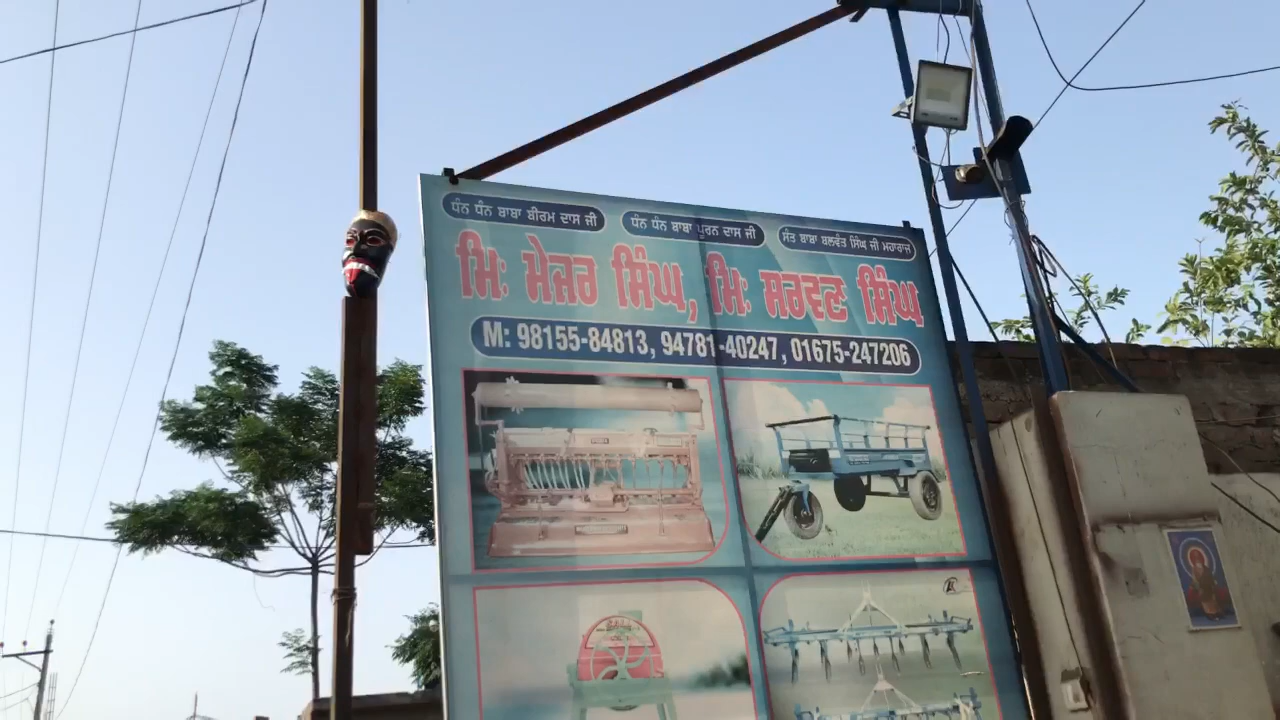 ਧੰਨ ਧੰਨ ਬਾਬਾ ਬੀਰਮ ਦਾਸ ਜੀ
ਧੰਨ ਧੰਨ ਬਾਬਾ ਪੂਰਨ ਦਾਸ ਜੀ
ਸੰਤ ਬਾਬਾ ਬਲਵੰਤ ਸਿੰਘ ਜੀ ਮਹਾਰਾਜ
ਮਿ: ਮੇਜਰ ਸਿੰਘ, ਮਿ: ਸਰਵਣ ਸਿੰਘ
M: 98155-84813, 94781-40247, 01675-247206